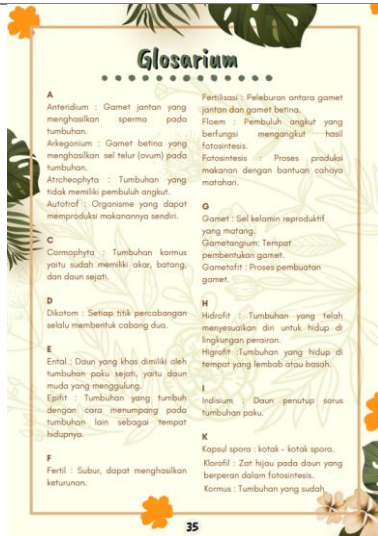 Glosarium
A
Anteridium : Gamet jantan yang
menghasilkan sperma pada
tumbuhan.
Arkegonium : Gamet betina yang
menghasilkan sel telur (ovum) pada
tumbuhan.
Atrcheophyta : Tumbuhan yang
tidak memiliki pembuluh angkut.
Autotrof : Organisme yang dapat
memproduksi makanannya sendiri.
C
Cormophyta : Tumbuhan kormus
yaitu sudah memiliki akar, batang,
dan daun sejati.
D
Dikotom : Setiap titik percabangan
selalu membentuk cabang dua.
E
Ental : Daun yang khas dimiliki oleh
tumbuhan paku sejati, yaitu daun
muda yang menggulung.
Epifit : Tumbuhan yang tumbuh
dengan cara menumpang pada
tumbuhan lain sebagai tempat
hidupnya.
F
Fertil : Subur, dapat menghasilkan
keturunan.
Fertilisasi : Peleburan antara gamet
jantan dan gamet betina.
Floem : Pembuluh angkut yang
berfungsi mengangkut hasil
fotosintesis.
Fotosintesis : Proses produksi
makanan dengan bantuan cahaya
matahari.
G
Gamet : Sel kelamin reproduktif
yang matang.
Gametangium: Tempat
pembentukan gamet.
Gametofit : Proses pembuatan
gamet.
H
Hidrofit : Tumbuhan yang telah
menyesuaikan diri untuk hidup di
lingkungan perairan.
Higrofit :Tumbuhan yang hidup di
tempat yang lembab atau basah.
I
Indisium : Daun penutup sorus
tumbuhan paku.
K
Kapsul spora : kotak - kotak spora.
Klorofil : Zat hijau pada daun yang
berperan dalam fotosintesis.
Kormus : Tumbuhan yang sudah
35